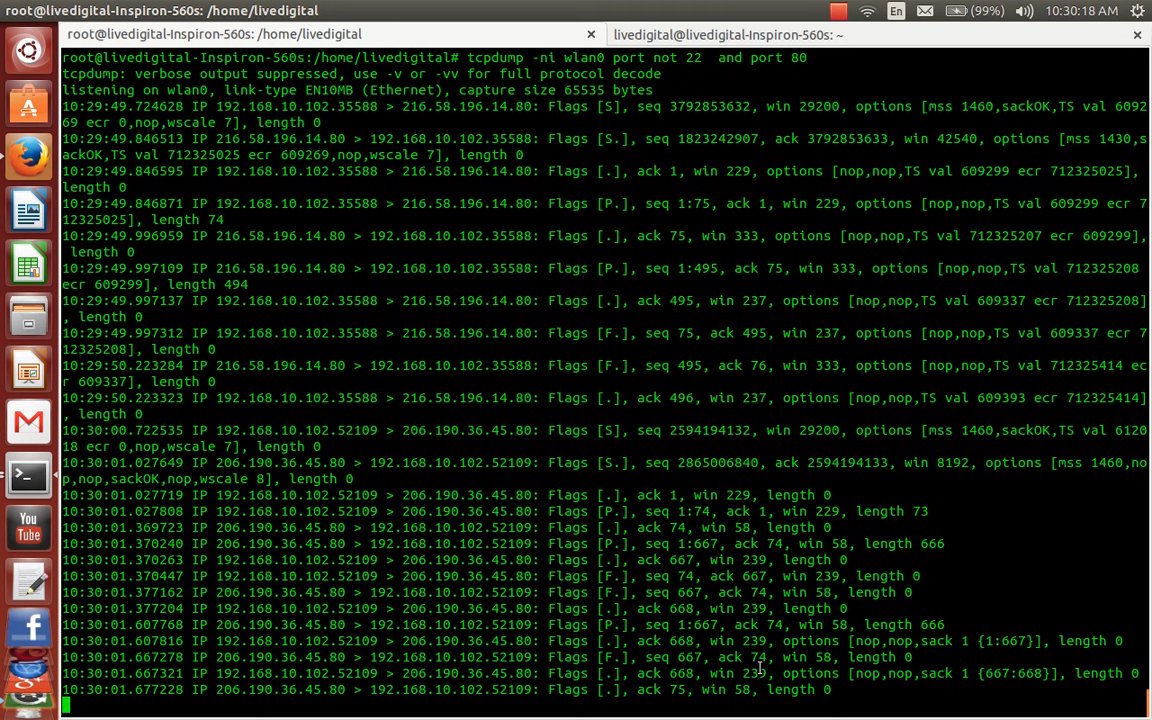 root@livedigital-Inspiron-560s: /home/livedigital
En
(99%)
10:30:18 AM
root@livedigital-Inspiron-560s: /home/livedigital
livedigital@livedigital-Inspiron-560s: ~
root@livedigital-Inspiron-560s:/home/livedigital# tcpdump -ni wlan0 port not 22  and port 80
tcpdump: verbose output suppressed, use -v or -vv for full protocol decode
listening on wlan0, link-type EN10MB (Ethernet), capture size 65535 bytes
10:29:49.724628 IP 192.168.10.102.35588 > 216.58.196.14.80: Flags [S], seq 3792853632, win 29200, options [mss 1460,sackOK,TS val 6092
69 ecr 0,nop,wscale 7], length 0
10:29:49.846513 IP 216.58.196.14.80 > 192.168.10.102.35588: Flags [S.], seq 1823242907, ack 3792853633, win 42540, options [mss 1430,s
ackOK,TS val 712325025 ecr 609269,nop,wscale 7], length 0
10:29:49.846595 IP 192.168.10.102.35588 > 216.58.196.14.80: Flags [.], ack 1, win 229, options [nop,nop,TS val 609299 ecr 712325025],
length 0
10:29:49.846871 IP 192.168.10.102.35588 > 216.58.196.14.80: Flags [P.], seq 1:75, ack 1, win 229, options [nop,nop,TS val 609299 ecr 7
12325025], length 74
10:29:49.996959 IP 216.58.196.14.80 > 192.168.10.102.35588: Flags [.], ack 75, win 333, options [nop,nop,TS val 712325207 ecr 609299],
 length 0
10:29:49.997109 IP 216.58.196.14.80 > 192.168.10.102.35588: Flags [P.], seq 1:495, ack 75, win 333, options [nop,nop,TS val 712325208
ecr 609299], length 494
10:29:49.997137 IP 192.168.10.102.35588 > 216.58.196.14.80: Flags [.], ack 495, win 237, options [nop,nop,TS val 609337 ecr 712325208]
, length 0
10:29:49.997312 IP 192.168.10.102.35588 > 216.58.196.14.80: Flags [F.], seq 75, ack 495, win 237, options [nop,nop,TS val 609337 ecr 7
12325208], length 0
10:29:50.223284 IP 216.58.196.14.80 > 192.168.10.102.35588: Flags [F.], seq 495, ack 76, win 333, options [nop,nop,TS val 712325414 ec
r 609337], length 0
10:29:50.223323 IP 192.168.10.102.35588 > 216.58.196.14.80: Flags [.], ack 496, win 237, options [nop,nop,TS val 609393 ecr 712325414]
, length 0
10:30:00.722535 IP 192.168.10.102.52109 > 206.190.36.45.80: Flags [S], seq 2594194132, win 29200, options [mss 1460,sackOK,TS val 6120
18 ecr 0,nop,wscale 7], length 0
10:30:01.027649 IP 206.190.36.45.80 > 192.168.10.102.52109: Flags [S.], seq 2865006840, ack 2594194133, win 8192, options [mss 1460,no
p,nop,sackOK,nop,wscale 8], length 0
10:30:01.027719 IP 192.168.10.102.52109 > 206.190.36.45.80: Flags [.], ack 1, win 229, length 0
10:30:01.027808 IP 192.168.10.102.52109 > 206.190.36.45.80: Flags [P.], seq 1:74, ack 1, win 229, length 73
10:30:01.369723 IP 206.190.36.45.80 > 192.168.10.102.52109: Flags [.], ack 74, win 58, length 0
10:30:01.370240 IP 206.190.36.45.80 > 192.168.10.102.52109: Flags [P.], seq 1:667, ack 74, win 58, length 666
10:30:01.370263 IP 192.168.10.102.52109 > 206.190.36.45.80: Flags [.], ack 667, win 239, length 0
10:30:01.370447 IP 192.168.10.102.52109 > 206.190.36.45.80: Flags [F.], seq 74, ack 667, win 239, length 0
10:30:01.377162 IP 206.190.36.45.80 > 192.168.10.102.52109: Flags [F.], seq 667, ack 74, win 58, length 0
10:30:01.377204 IP 192.168.10.102.52109 > 206.190.36.45.80: Flags [.], ack 668, win 239, length 0
10:30:01.607768 IP 206.190.36.45.80 > 192.168.10.102.52109: Flags [P.], seq 1:667, ack 74, win 58, length 666
10:30:01.607816 IP 192.168.10.102.52109 > 206.190.36.45.80: Flags [.], ack 668, win 239, options [nop,nop,sack 1 {1:667}], length 0
10:30:01.667278 IP 206.190.36.45.80 > 192.168.10.102.52109: Flags [F.], seq 667, ack 74, win 58, length 0
10:30:01.667321 IP 192.168.10.102.52109 > 206.190.36.45.80: Flags [.], ack 668, win 239, options [nop,nop,sack 1 {667:668}], length 0
10:30:01.677228 IP 206.190.36.45.80 > 192.168.10.102.52109: Flags [.], ack 75, win 58, length 0
You
Tube